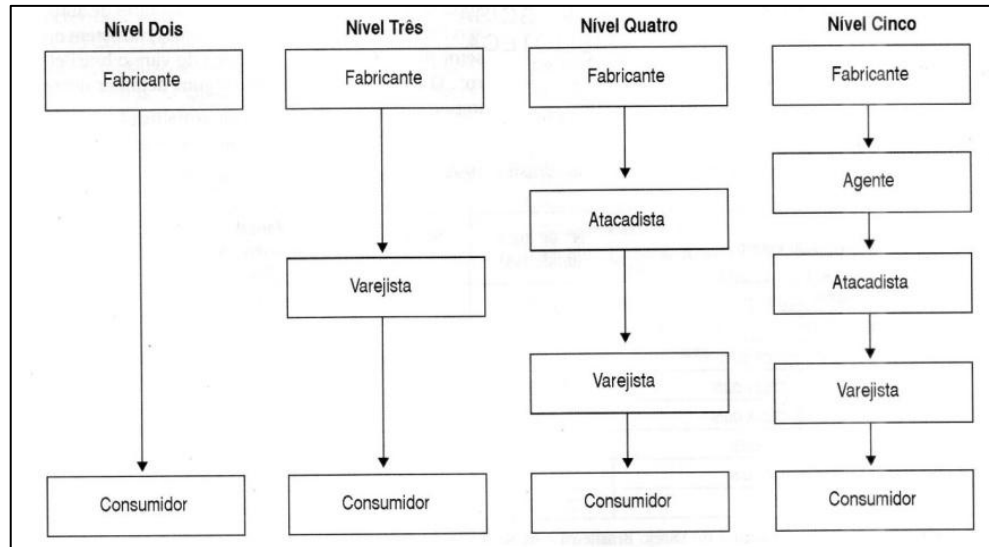 Nível Dois
Fabricante
Consumidor
Nível Três
Fabricante
Varejista
Consumidor
Nível Quatro
Fabricante
Atacadista
Varejista
Consumidor
Nível Cinco
Fabricante
Agente
Atacadista
Varejista
Consumidor